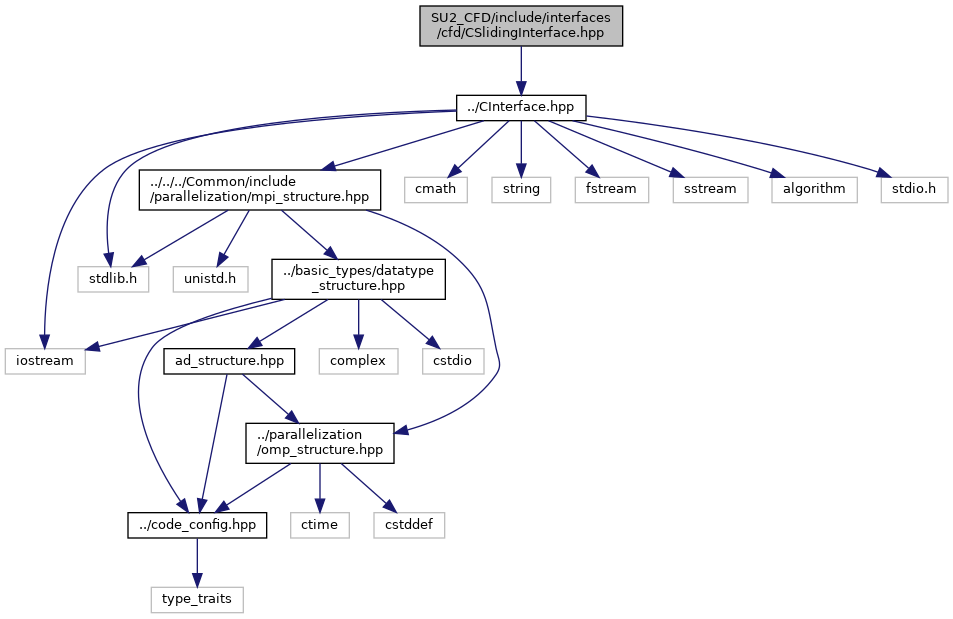 SU2_CFD/include/interfaces
/cfd/CSlidingInterface.hpp
../CInterface.hpp
../../../Common/include
/parallelization/mpi_structure.hpp
cmath
string
fstream
sstream
algorithm
stdio.h
stdlib.h
unistd.h
../basic_types/datatype
_structure.hpp
iostream
ad_structure.hpp
complex
cstdio
../parallelization
/omp_structure.hpp
../code_config.hpp
ctime
cstddef
type_traits